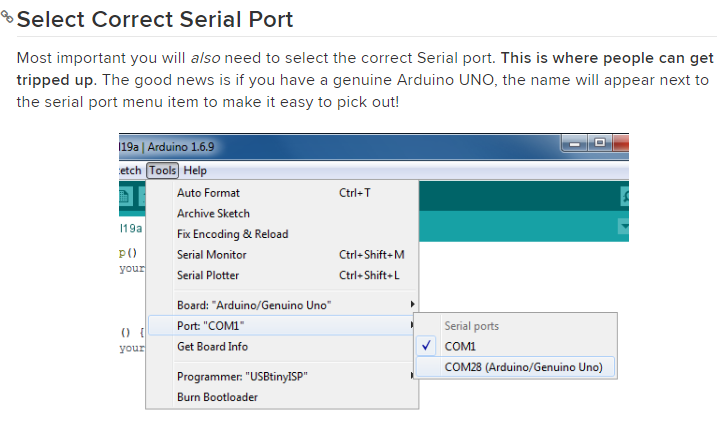 Select Correct Serial Port
Most important you will also need to select the correct Serial port. This is where people can get
tripped up. The good news is if you have a genuine Arduino UNO, the name will appear next to
the serial port menu item to make it easy to pick out!
l19a | Arduino 1.6.9
etch Tools Help
Auto Format Ctrl+T
Archive Sketch
l19a
Fix Encoding & Reload
p()
Serial Monitor Ctrl+Shift+M
your
Serial Plotter Ctrl+Shift+L
Board: "Arduino/Genuino Uno"
() {
Port: "COM1"
Serial ports
your
Get Board Info
COM1
COM28 (Arduino/Genuino Uno)
Programmer: "USBtinyISP"
Burn Bootloader